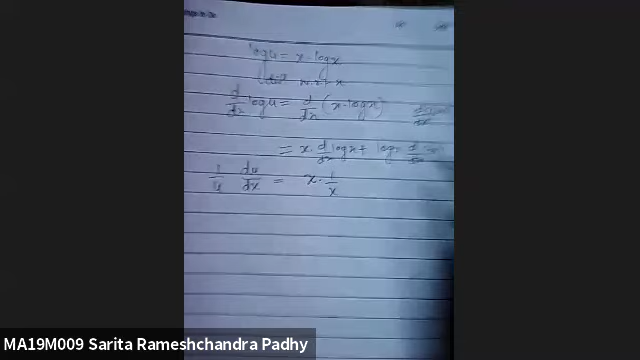 log u = x · log x
w.r.t x
d/dx log u = d/dx (x · log x)
= x · d/dx log x + log x d/dx
1/u du/dx = x · 1/x
MA19M009 Sarita Rameshchandra Padhy